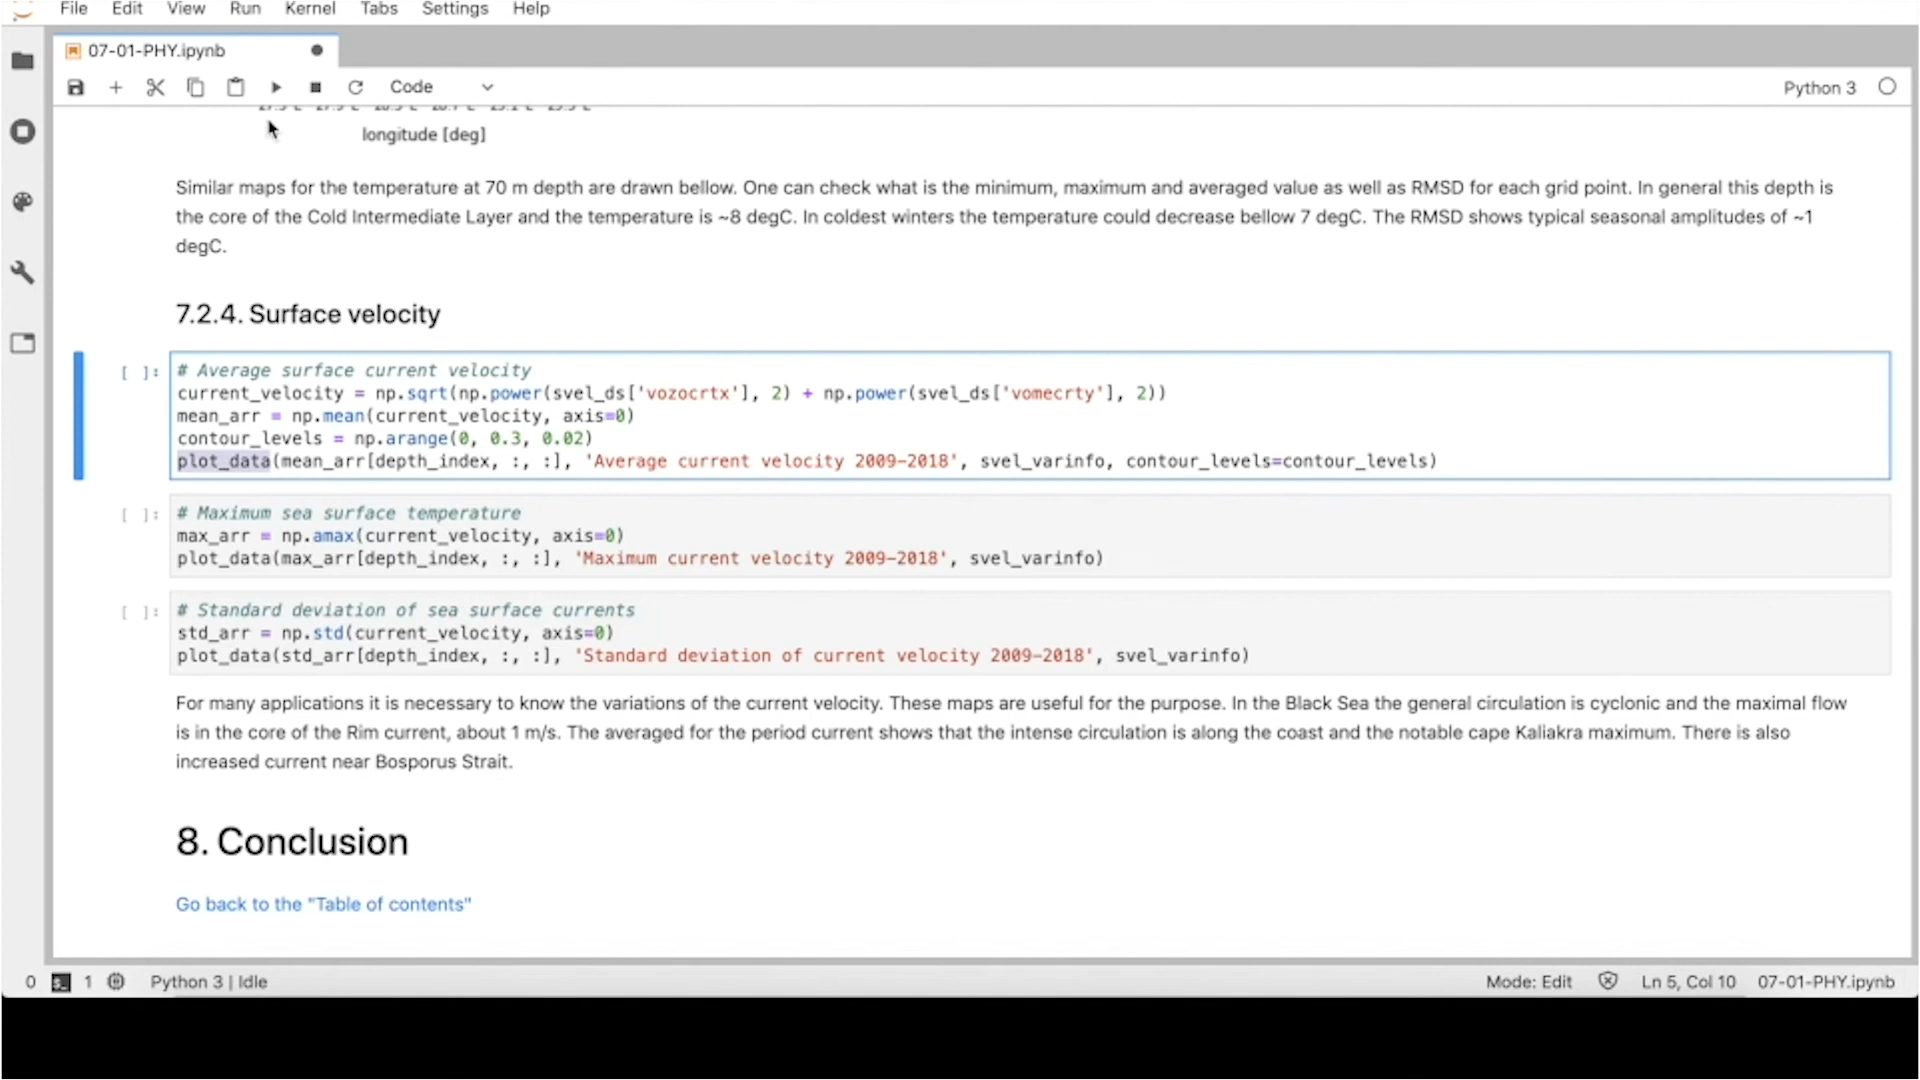 File Edit View Run Kernel Tabs Settings Help
07-01-PHY.ipynb
Code
Python 3
longitude [deg]
Similar maps for the temperature at 70 m depth are drawn bellow. One can check what is the minimum, maximum and averaged value as well as RMSD for each grid point. In general this depth is
the core of the Cold Intermediate Layer and the temperature is ~8 degC. In coldest winters the temperature could decrease bellow 7 degC. The RMSD shows typical seasonal amplitudes of ~1
degC.
7.2.4. Surface velocity
[ ]: # Average surface current velocity
current_velocity = np.sqrt(np.power(svel_ds['vozocrtx'], 2) + np.power(svel_ds['vomecrty'], 2))
mean_arr = np.mean(current_velocity, axis=0)
contour_levels = np.arange(0, 0.3, 0.02)
plot_data(mean_arr[depth_index, :, :], 'Average current velocity 2009-2018', svel_varinfo, contour_levels=contour_levels)
[ ]: # Maximum sea surface temperature
max_arr = np.amax(current_velocity, axis=0)
plot_data(max_arr[depth_index, :, :], 'Maximum current velocity 2009-2018', svel_varinfo)
[ ]: # Standard deviation of sea surface currents
std_arr = np.std(current_velocity, axis=0)
plot_data(std_arr[depth_index, :, :], 'Standard deviation of current velocity 2009-2018', svel_varinfo)
For many applications it is necessary to know the variations of the current velocity. These maps are useful for the purpose. In the Black Sea the general circulation is cyclonic and the maximal flow
is in the core of the Rim current, about 1 m/s. The averaged for the period current shows that the intense circulation is along the coast and the notable cape Kaliakra maximum. There is also
increased current near Bosporus Strait.
8. Conclusion
Go back to the "Table of contents"
0 1 Python 3 | Idle Mode: Edit Ln 5, Col 10 07-01-PHY.ipynb